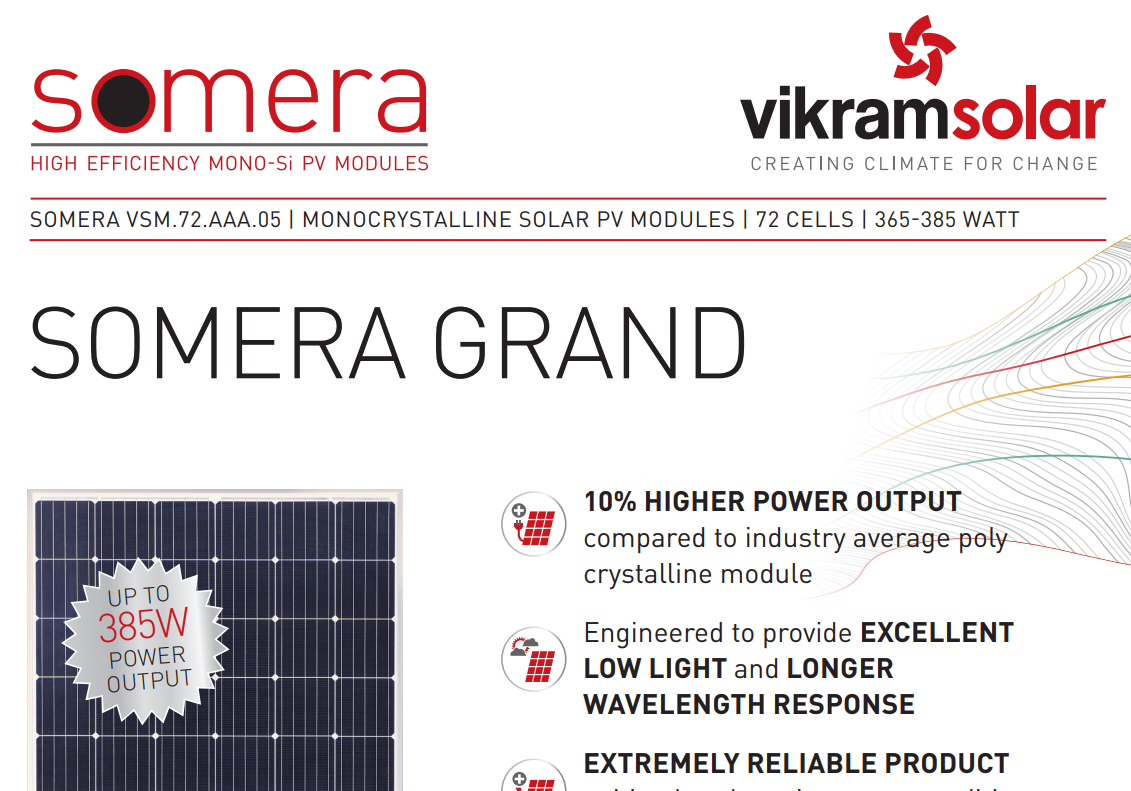 somera
HIGH EFFICIENCY MONO-Si PV MODULES
vikramsolar
CREATING CLIMATE FOR CHANGE
SOMERA VSM.72.AAA.05 | MONOCRYSTALLINE SOLAR PV MODULES | 72 CELLS | 365-385 WATT
SOMERA GRAND
UP TO
385W
POWER
OUTPUT
10% HIGHER POWER OUTPUT
compared to industry average poly
crystalline module
Engineered to provide EXCELLENT
LOW LIGHT and LONGER
WAVELENGTH RESPONSE
EXTREMELY RELIABLE PRODUCT